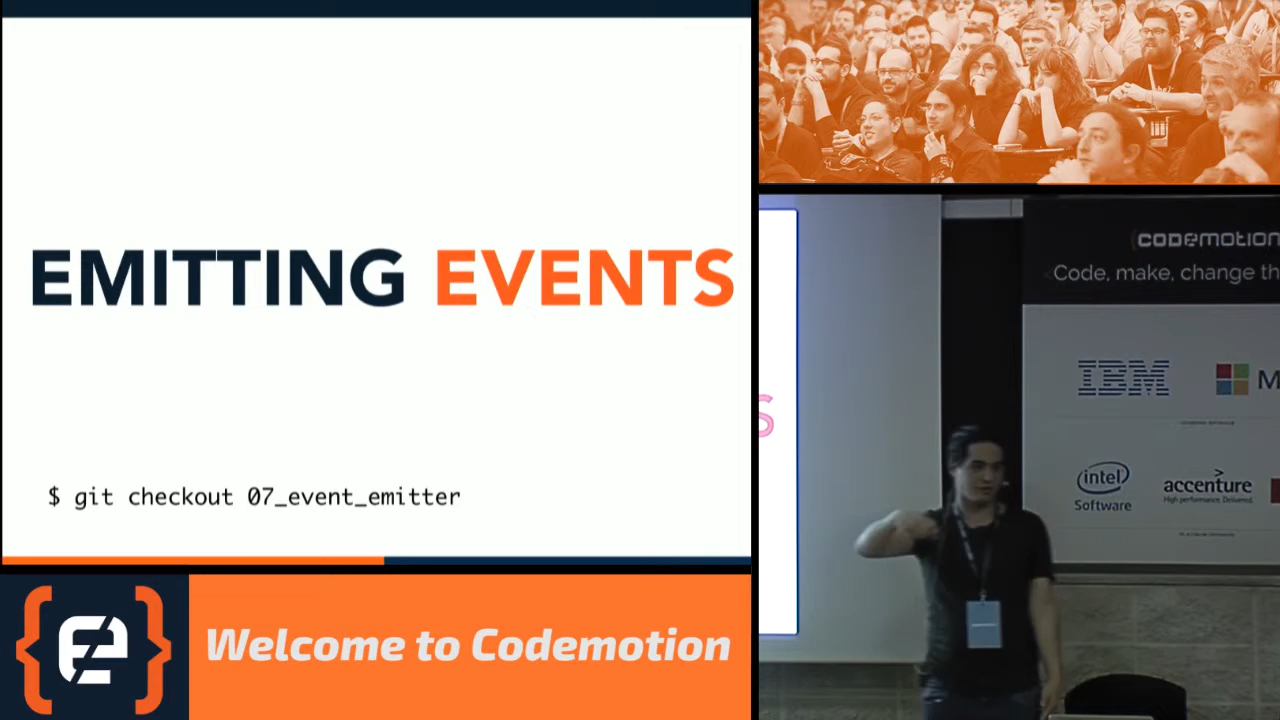 EMITTING EVENTS
$ git checkout 07_event_emitter
{e}
Welcome to Codemotion
S
{CODEMOTION
Code, make, change th
IBM
M
intel
Software
accenture
High performance. Delivered.